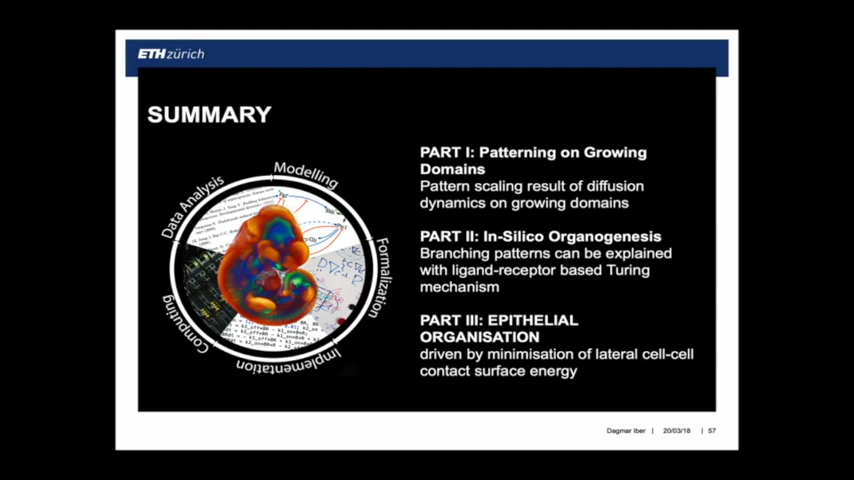 ETH zürich
SUMMARY
PART I: Patterning on Growing
Domains
Pattern scaling result of diffusion
dynamics on growing domains
PART II: In-Silico Organogenesis
Branching patterns can be explained
with ligand-receptor based Turing
mechanism
PART III: EPITHELIAL
ORGANISATION
driven by minimisation of lateral cell-cell
contact surface energy
Modelling
Formalization
Implementation
Computing
Data Analysis
Dagmar Iber | 20/03/18 | 57